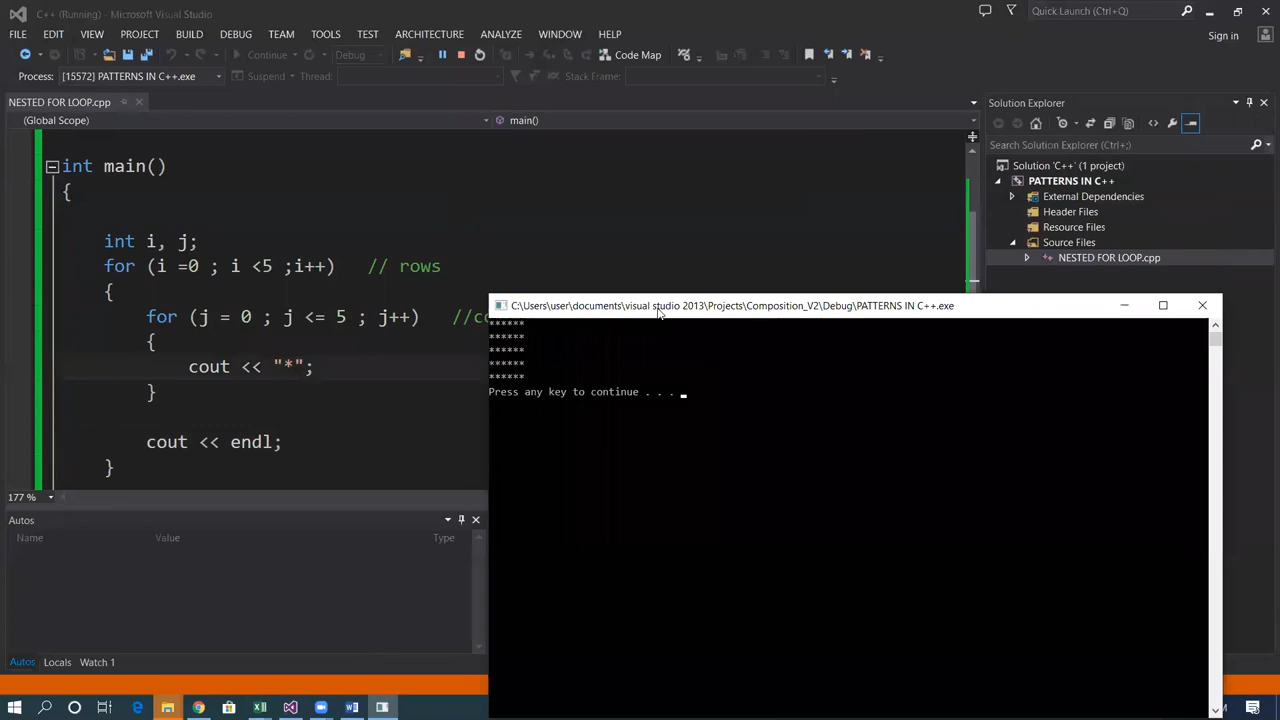 C++ (Running) - Microsoft Visual Studio
Quick Launch (Ctrl+Q)
FILE EDIT VIEW PROJECT BUILD DEBUG TEAM TOOLS TEST ARCHITECTURE ANALYZE WINDOW HELP
Sign in
Continue Debug Code Map
Process: [15572] PATTERNS IN C++.exe Suspend Thread: Stack Frame:
NESTED FOR LOOP.cpp
(Global Scope) main()
int main()
{
int i, j;
for (i =0 ; i <5 ;i++) // rows
{
for (j = 0 ; j <= 5 ; j++) //co
{
cout << "*";
}
cout << endl;
}
177 %
Autos
Name Value Type
Autos Locals Watch 1
Solution Explorer
Search Solution Explorer (Ctrl+;)
Solution 'C++' (1 project)
PATTERNS IN C++
External Dependencies
Header Files
Resource Files
Source Files
NESTED FOR LOOP.cpp
C:\Users\user\documents\visual studio 2013\Projects\Composition_V2\Debug\PATTERNS IN C++.exe
******
******
******
******
******
Press any key to continue . . .